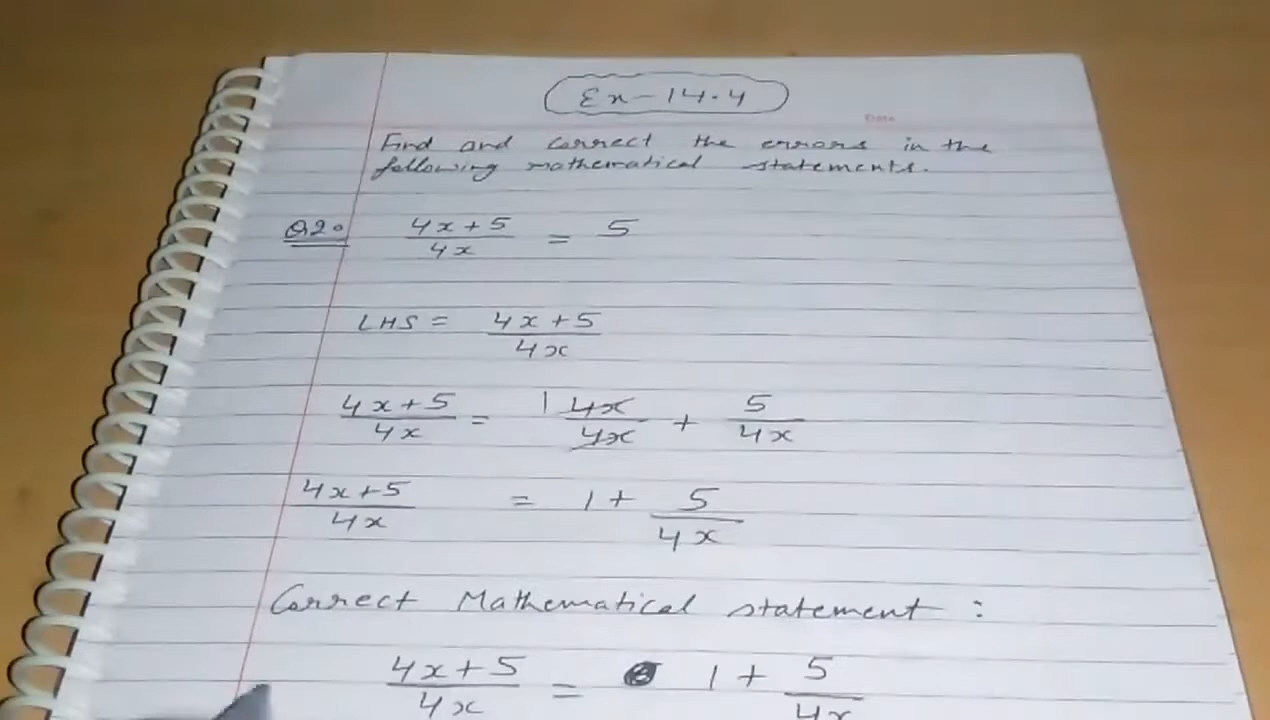 Ex-14.4
Date
Find and correct the errors in the
following mathematical statements.
Q20 (4x+5)/(4x) = 5
LHS = (4x+5)/(4x)
(4x+5)/(4x) = 1 4x/4x + 5/(4x)
(4x+5)/(4x) = 1 + 5/(4x)
Correct Mathematical statement :
(4x+5)/(4x) = 1 + 5/(4x)